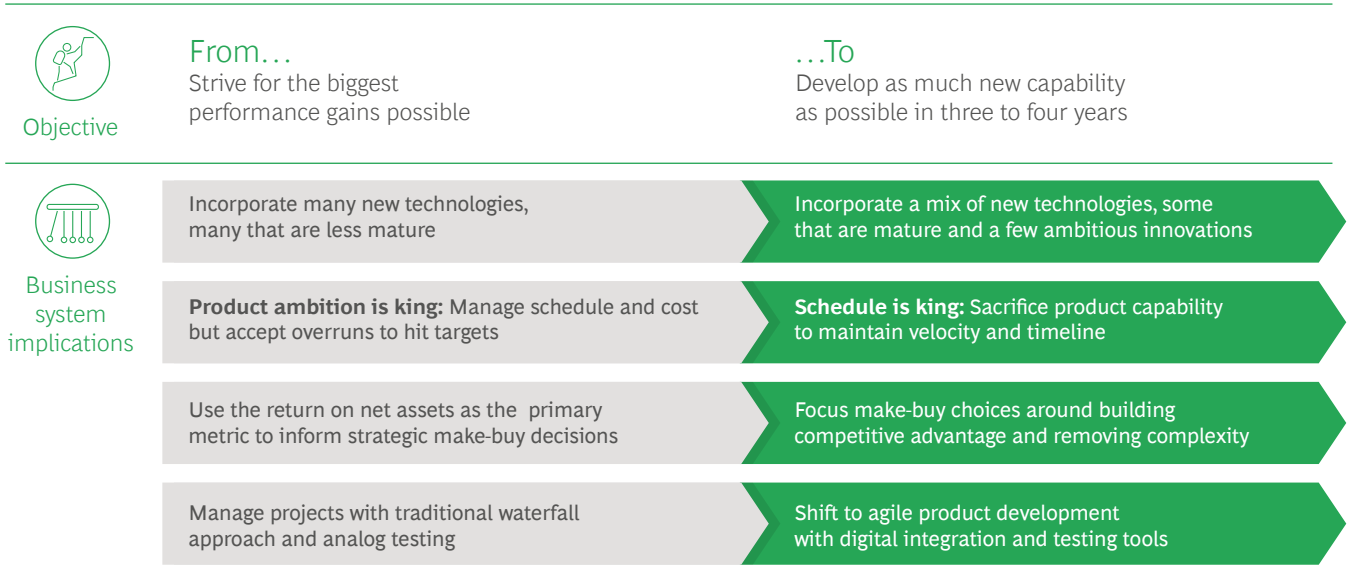 Objective
From…
Strive for the biggest
performance gains possible
…To
Develop as much new capability
as possible in three to four years
Business
system
implications
Incorporate many new technologies,
many that are less mature
Incorporate a mix of new technologies, some
that are mature and a few ambitious innovations
Product ambition is king: Manage schedule and cost
but accept overruns to hit targets
Schedule is king: Sacrifice product capability
to maintain velocity and timeline
Use the return on net assets as the primary
metric to inform strategic make-buy decisions
Focus make-buy choices around building
competitive advantage and removing complexity
Manage projects with traditional waterfall
approach and analog testing
Shift to agile product development
with digital integration and testing tools